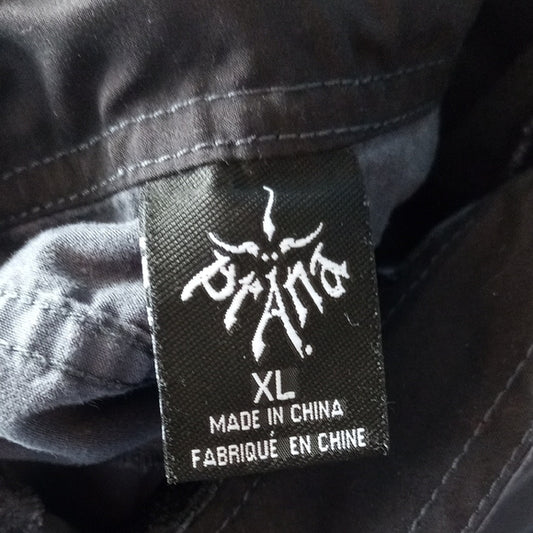 prAna
XL
MADE IN CHINA
FABRIQUÉ EN CHINE